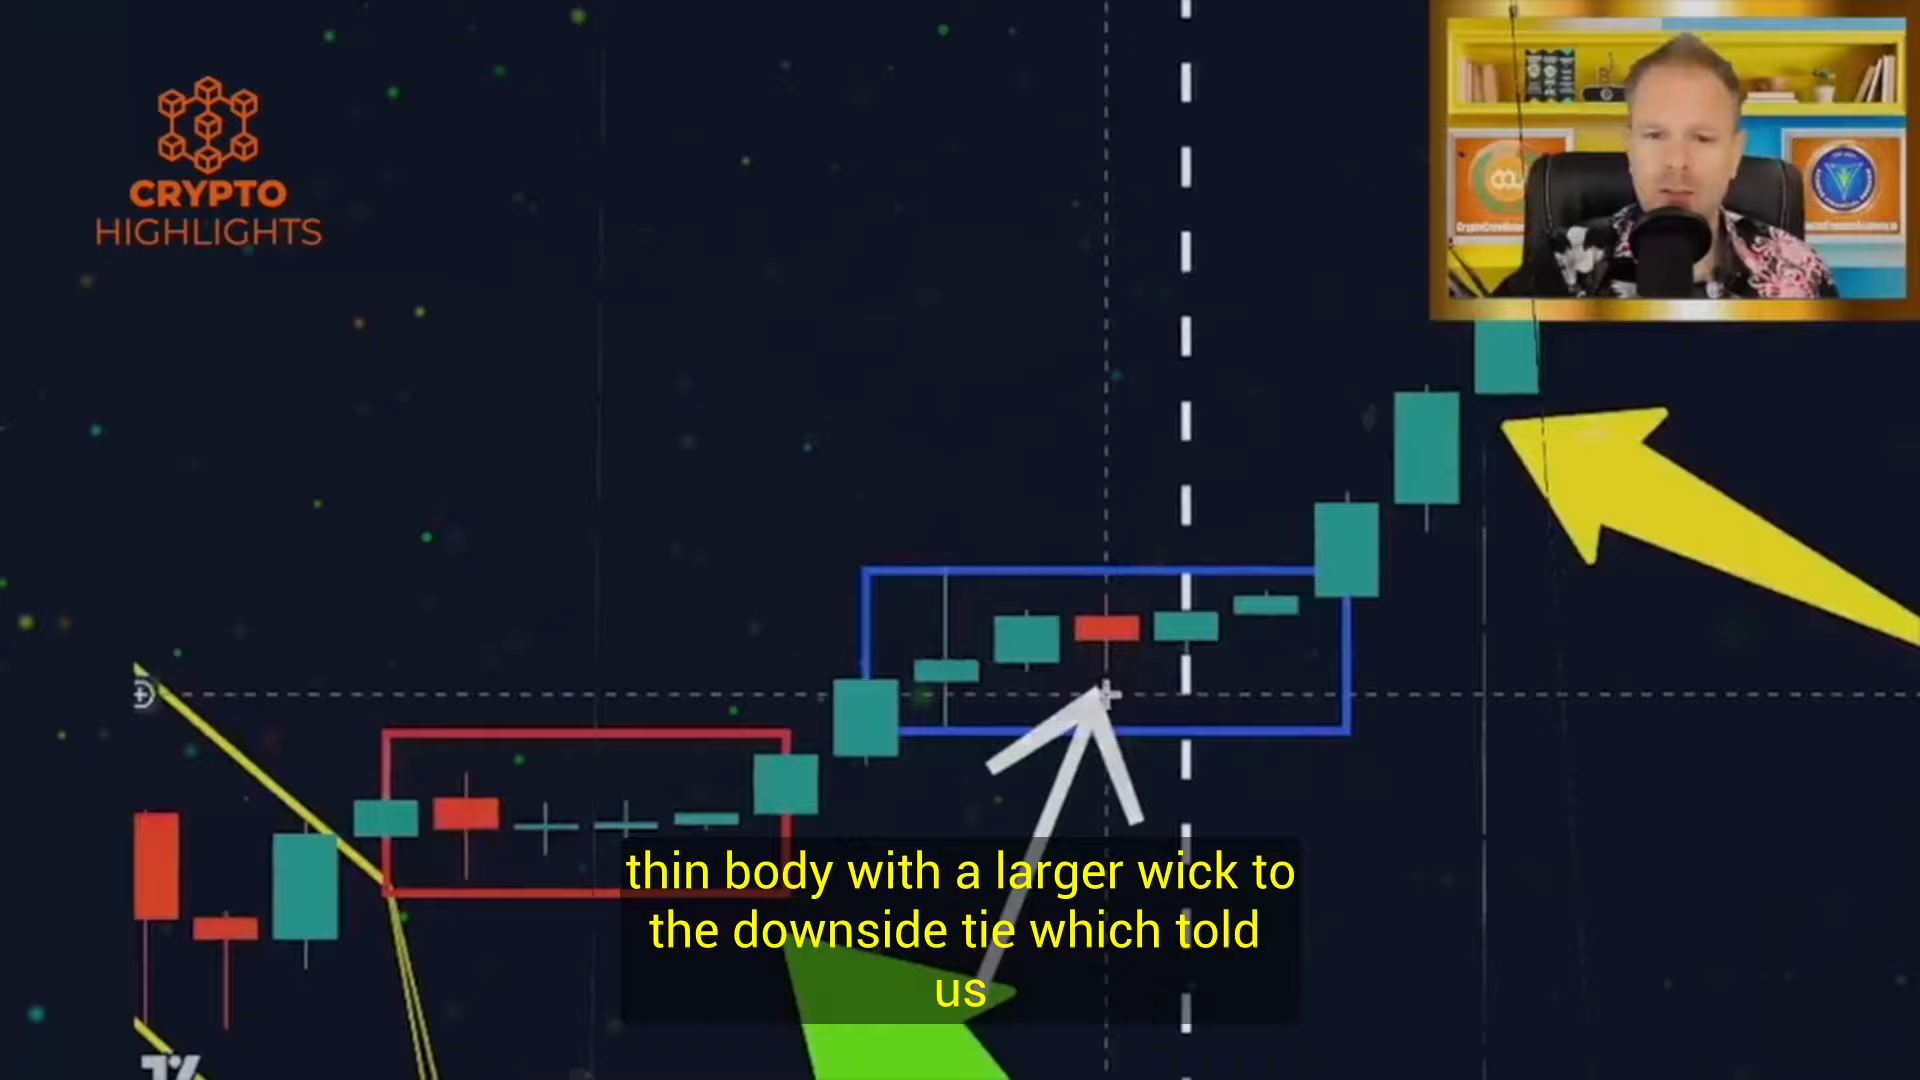 CRYPTO
HIGHLIGHTS
thin body with a larger wick to
the downside tie which told
us